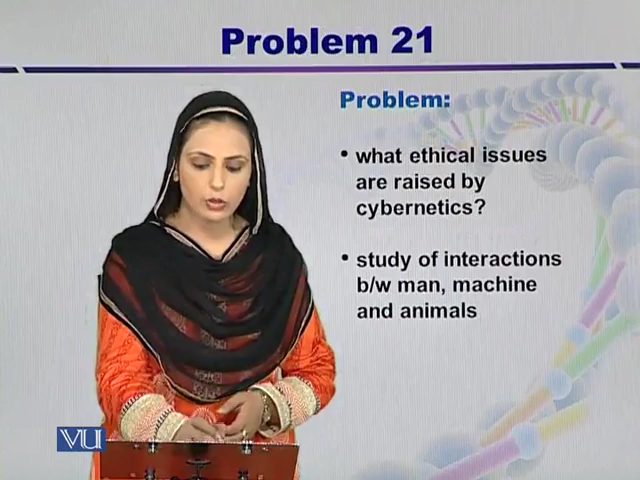 Problem 21
Problem:
• what ethical issues
are raised by
cybernetics?
• study of interactions
b/w man, machine
and animals
VU